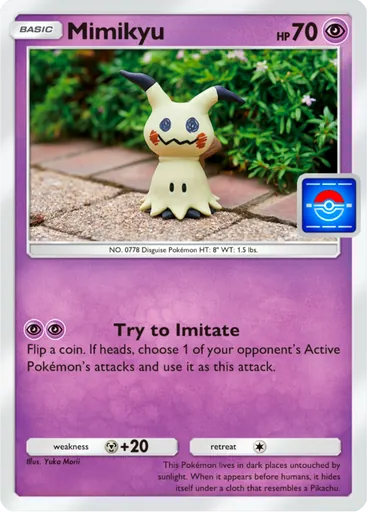 BASIC Mimikyu HP 70
NO. 0778 Disguise Pokémon HT: 8" WT: 1.5 lbs.
Try to Imitate
Flip a coin. If heads, choose 1 of your opponent's Active
Pokémon's attacks and use it as this attack.
weakness +20 retreat
Illus. Yuka Morii
This Pokémon lives in dark places untouched by
sunlight. When it appears before humans, it hides
itself under a cloth that resembles a Pikachu.